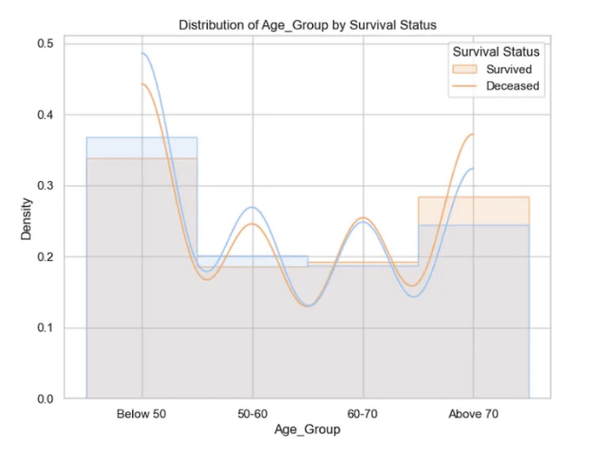 Distribution of Age_Group by Survival Status
Survival Status
Survived
Deceased
Density
0.5
0.4
0.3
0.2
0.1
0.0
Below 50
50-60
60-70
Above 70
Age_Group